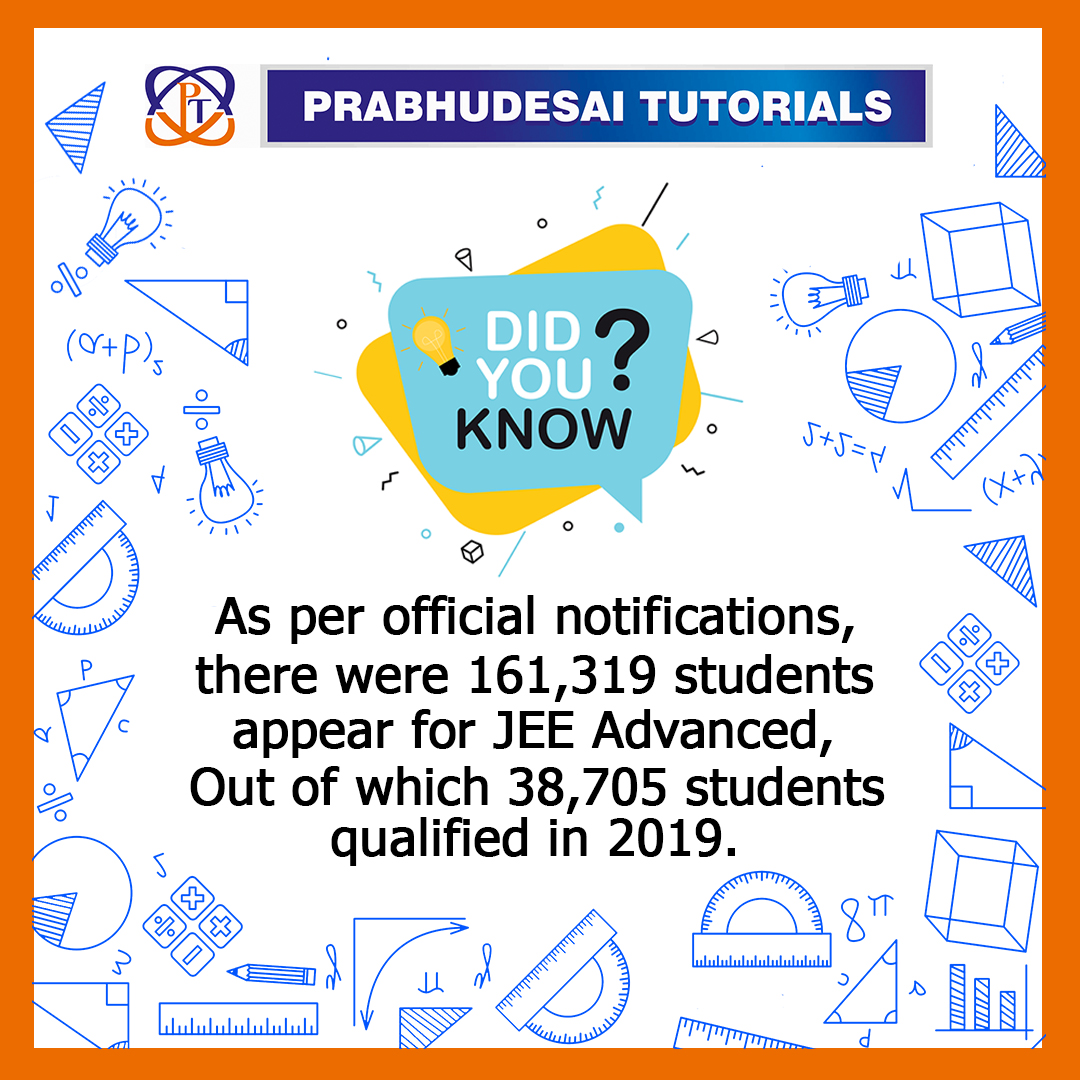 PT
PRABHUDESAI TUTORIALS
DID
YOU ?
KNOW
As per official notifications,
there were 161,319 students
appear for JEE Advanced,
Out of which 38,705 students
qualified in 2019.